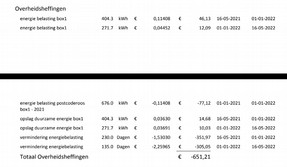 Overheidsheffingen
energie belasting box1 404.3 kWh € 0,11408 € 46,13 16-05-2021 01-01-2022
energie belasting box1 271.7 kWh € 0,04452 € 12,09 01-01-2022 16-05-2022
energie belasting postcoderoos 676.0 kWh € -0,11408 € -77,12 16-05-2021 01-01-2022
box1 - 2021
opslag duurzame energie box1 404.3 kWh € 0,03630 € 14,68 16-05-2021 01-01-2022
opslag duurzame energie box1 271.7 kWh € 0,03691 € 10,03 01-01-2022 16-05-2022
vermindering energiebelasting 230.0 Dagen € -1,53030 € -351,97 16-05-2021 01-01-2022
vermindering energiebelasting 135.0 Dagen € -2,25965 € -305,05 01-01-2022 16-05-2022
Totaal Overheidsheffingen € -651,21